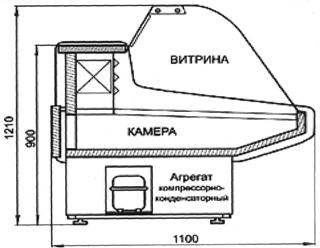 ВИТРИНА
1210
900
КАМЕРА
Агрегат
компрессорно-
конденсаторный
1100